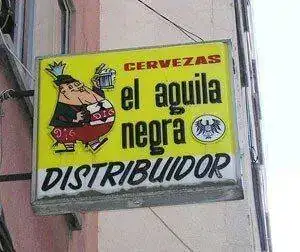 CERVEZAS
el aguila
negra
DISTRIBUIDOR